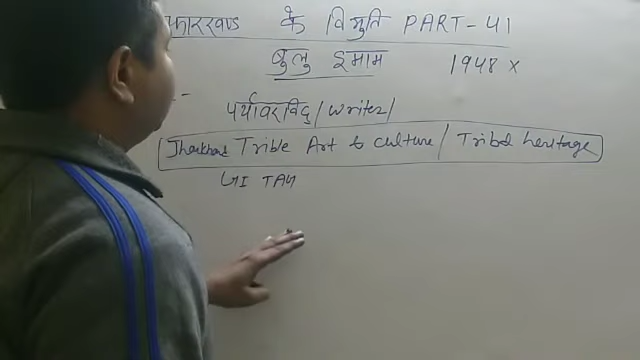 झारखण्ड के विभूति PART-41
बुलु इमाम 1948 x
पर्यावरविद्/Writer/
Jharkhand Trible Art & culture/ Tribal heritage
GI TAG